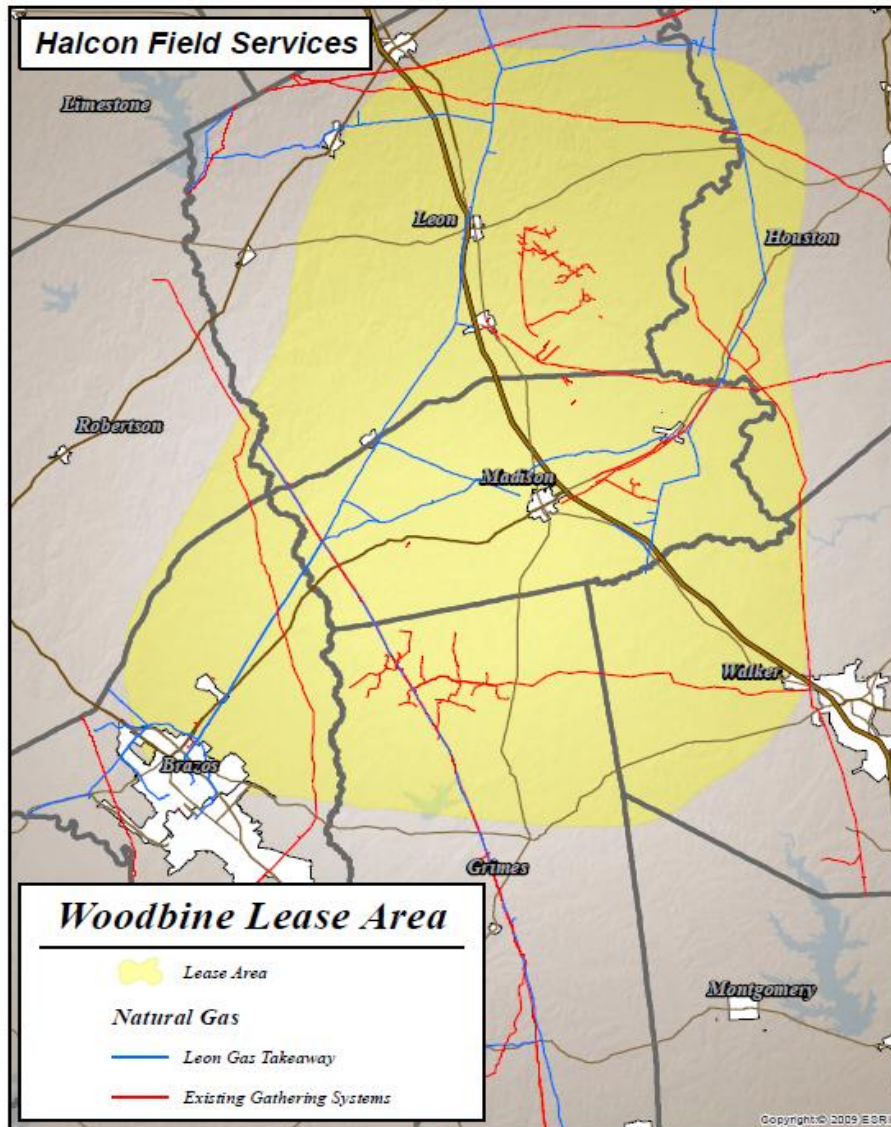 Halcon Field Services
Limestone
Leon
Houston
Robertson
Madison
Walker
Brazos
Grimes
Montgomery
Woodbine Lease Area
Lease Area
Natural Gas
Leon Gas Takeaway
Existing Gathering Systems
Copyright:© 2009 ESRI